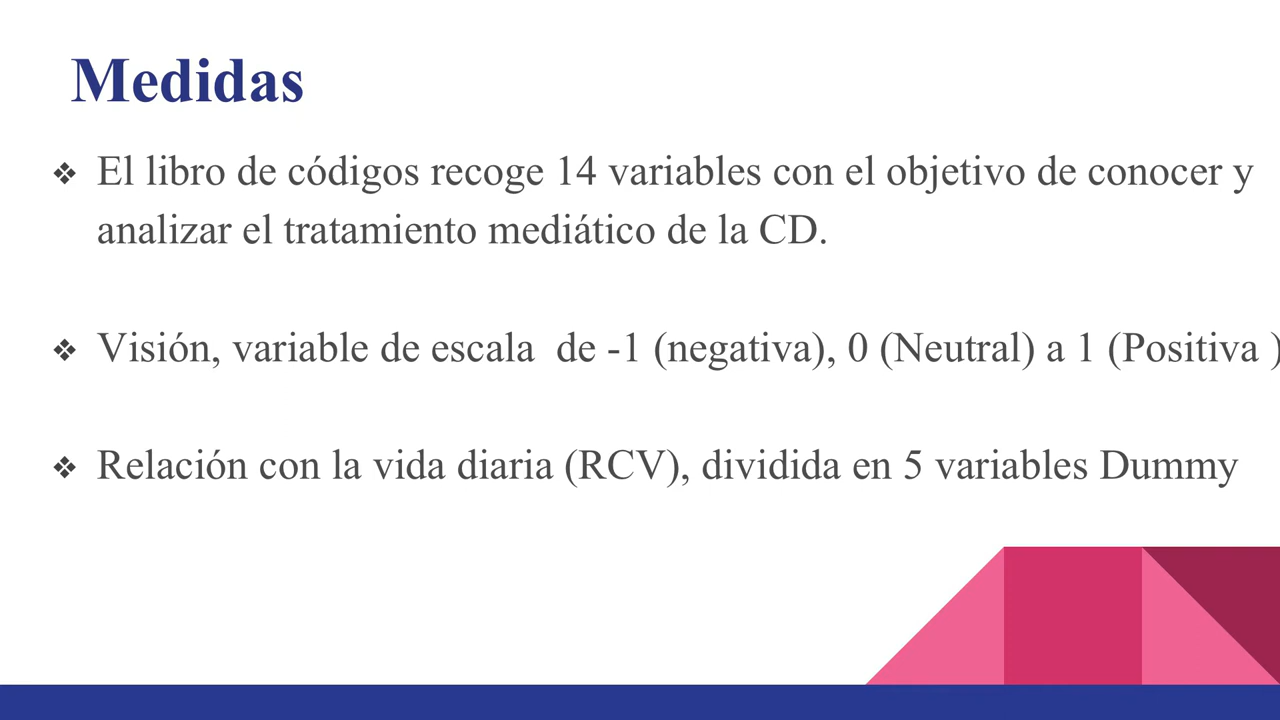 Medidas
❖ El libro de códigos recoge 14 variables con el objetivo de conocer y
analizar el tratamiento mediático de la CD.
❖ Visión, variable de escala  de -1 (negativa), 0 (Neutral) a 1 (Positiva )
❖ Relación con la vida diaria (RCV), dividida en 5 variables Dummy